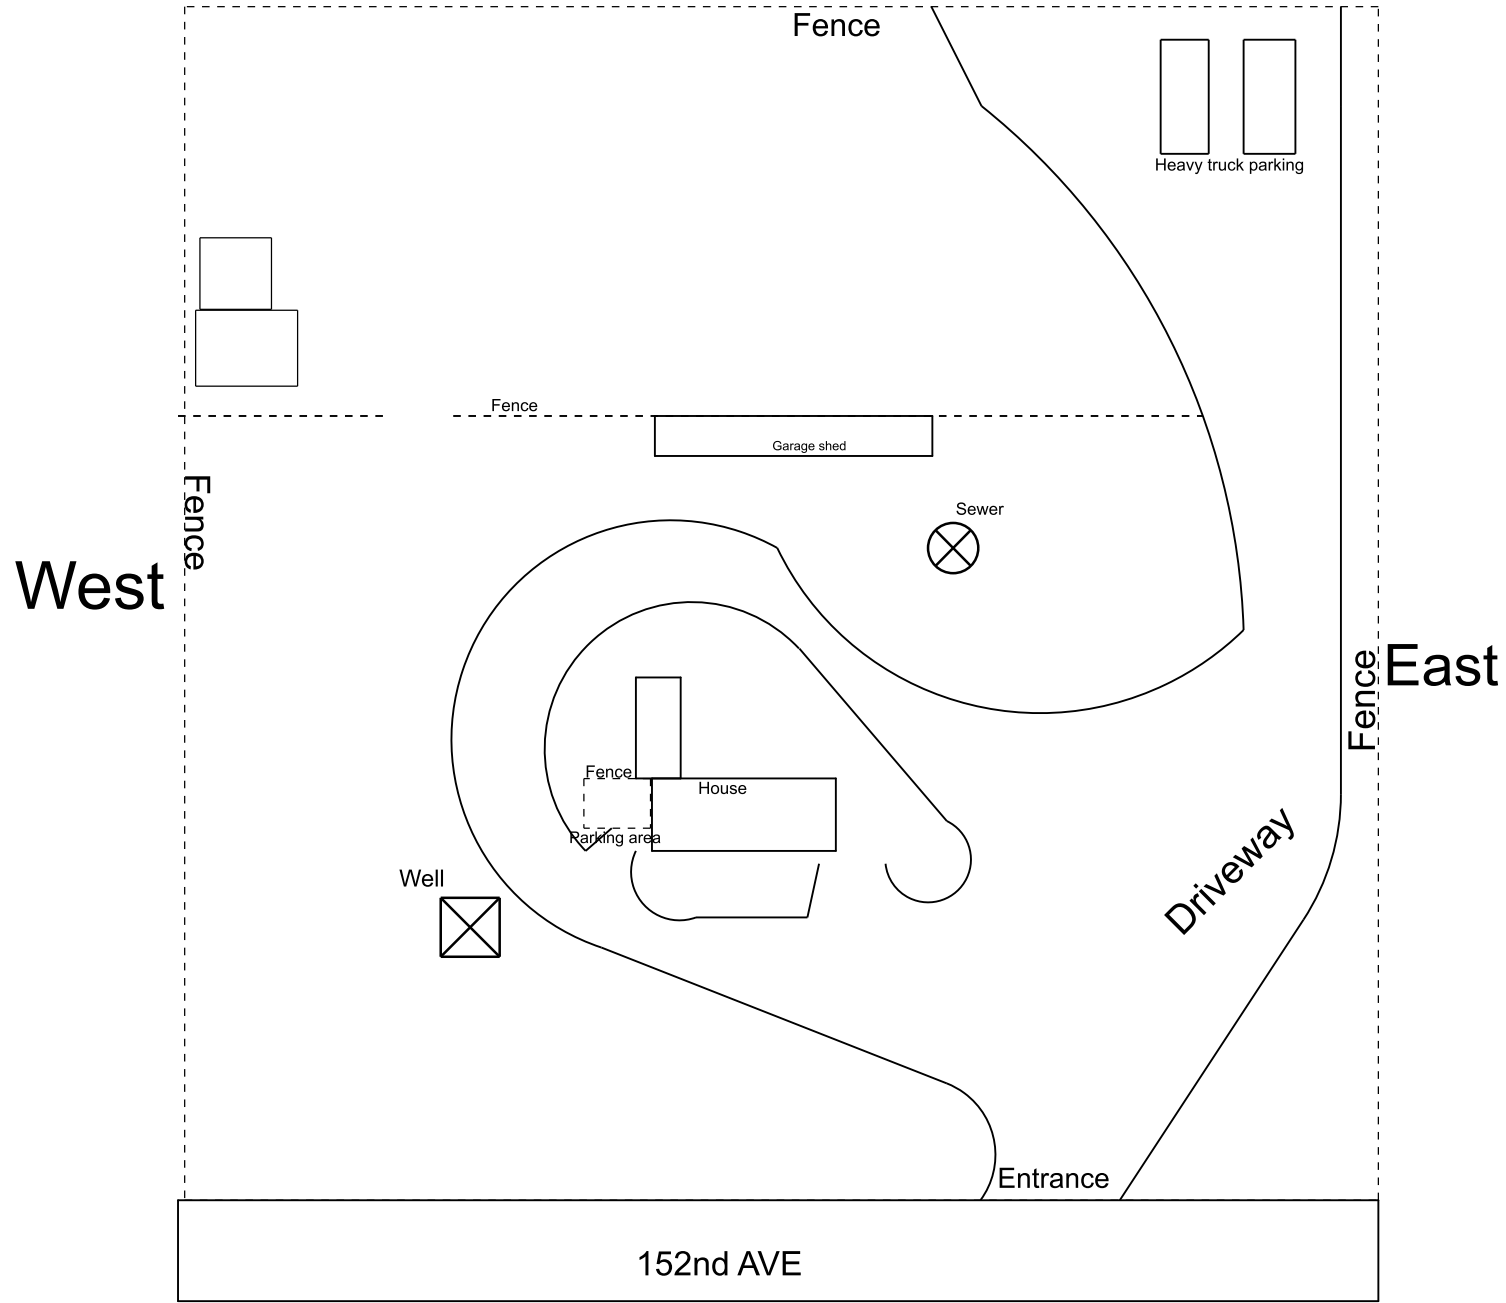 Fence
Heavy truck parking
Fence
Garage shed
Fence
Sewer
West
Fence
East
Fence
House
Driveway
Parking area
Well
Entrance
152nd AVE